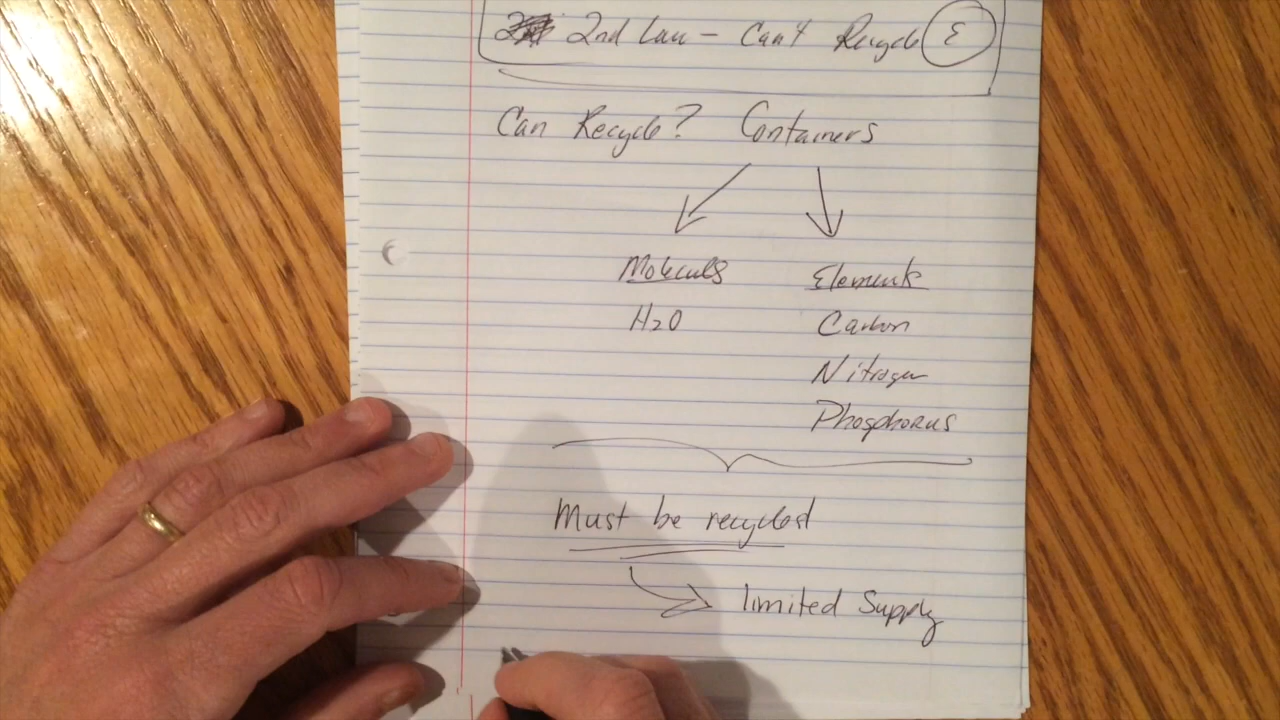 2nd Law - Can't Recycle E
Can Recycle? Containers
Molecules Elements
H2O Carbon
Nitrogen
Phosphorus
Must be recycled
limited Supply